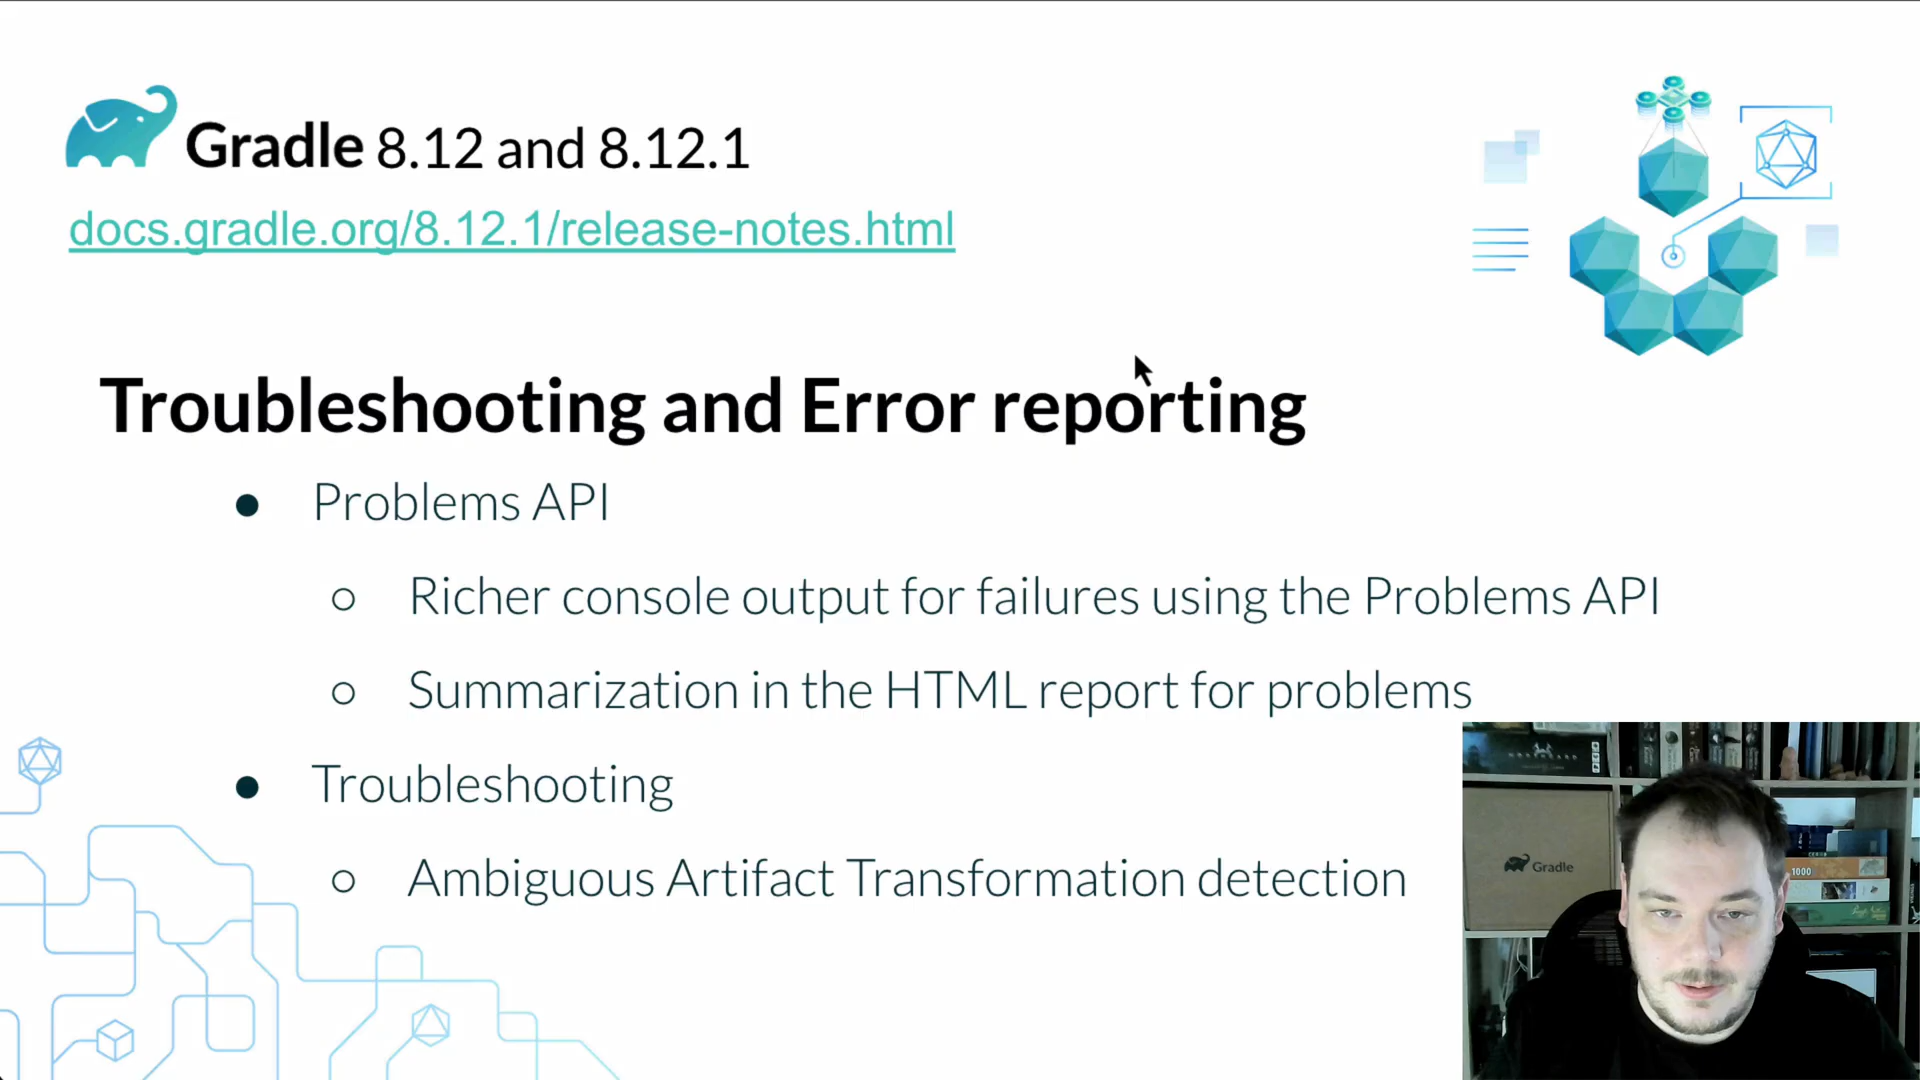 Gradle 8.12 and 8.12.1
docs.gradle.org/8.12.1/release-notes.html
Troubleshooting and Error reporting
● Problems API
○ Richer console output for failures using the Problems API
○ Summarization in the HTML report for problems
● Troubleshooting
○ Ambiguous Artifact Transformation detection
Gradle
1000